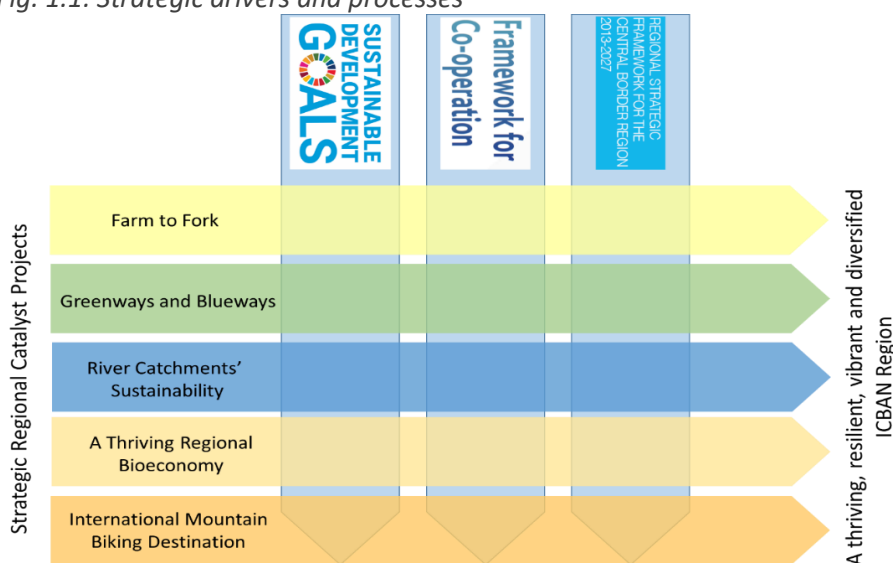 Fig. 1.1: Strategic drivers and processes
SUSTAINABLE
DEVELOPMENT
GOALS
Framework for
Co-operation
REGIONAL STRATEGIC
FRAMEWORK FOR THE
CENTRAL BORDER REGION
2013-2027
Strategic Regional Catalyst Projects
Farm to Fork
Greenways and Blueways
River Catchments’
Sustainability
A Thriving Regional
Bioeconomy
International Mountain
Biking Destination
A thriving, resilient, vibrant and diversified
ICBAN Region